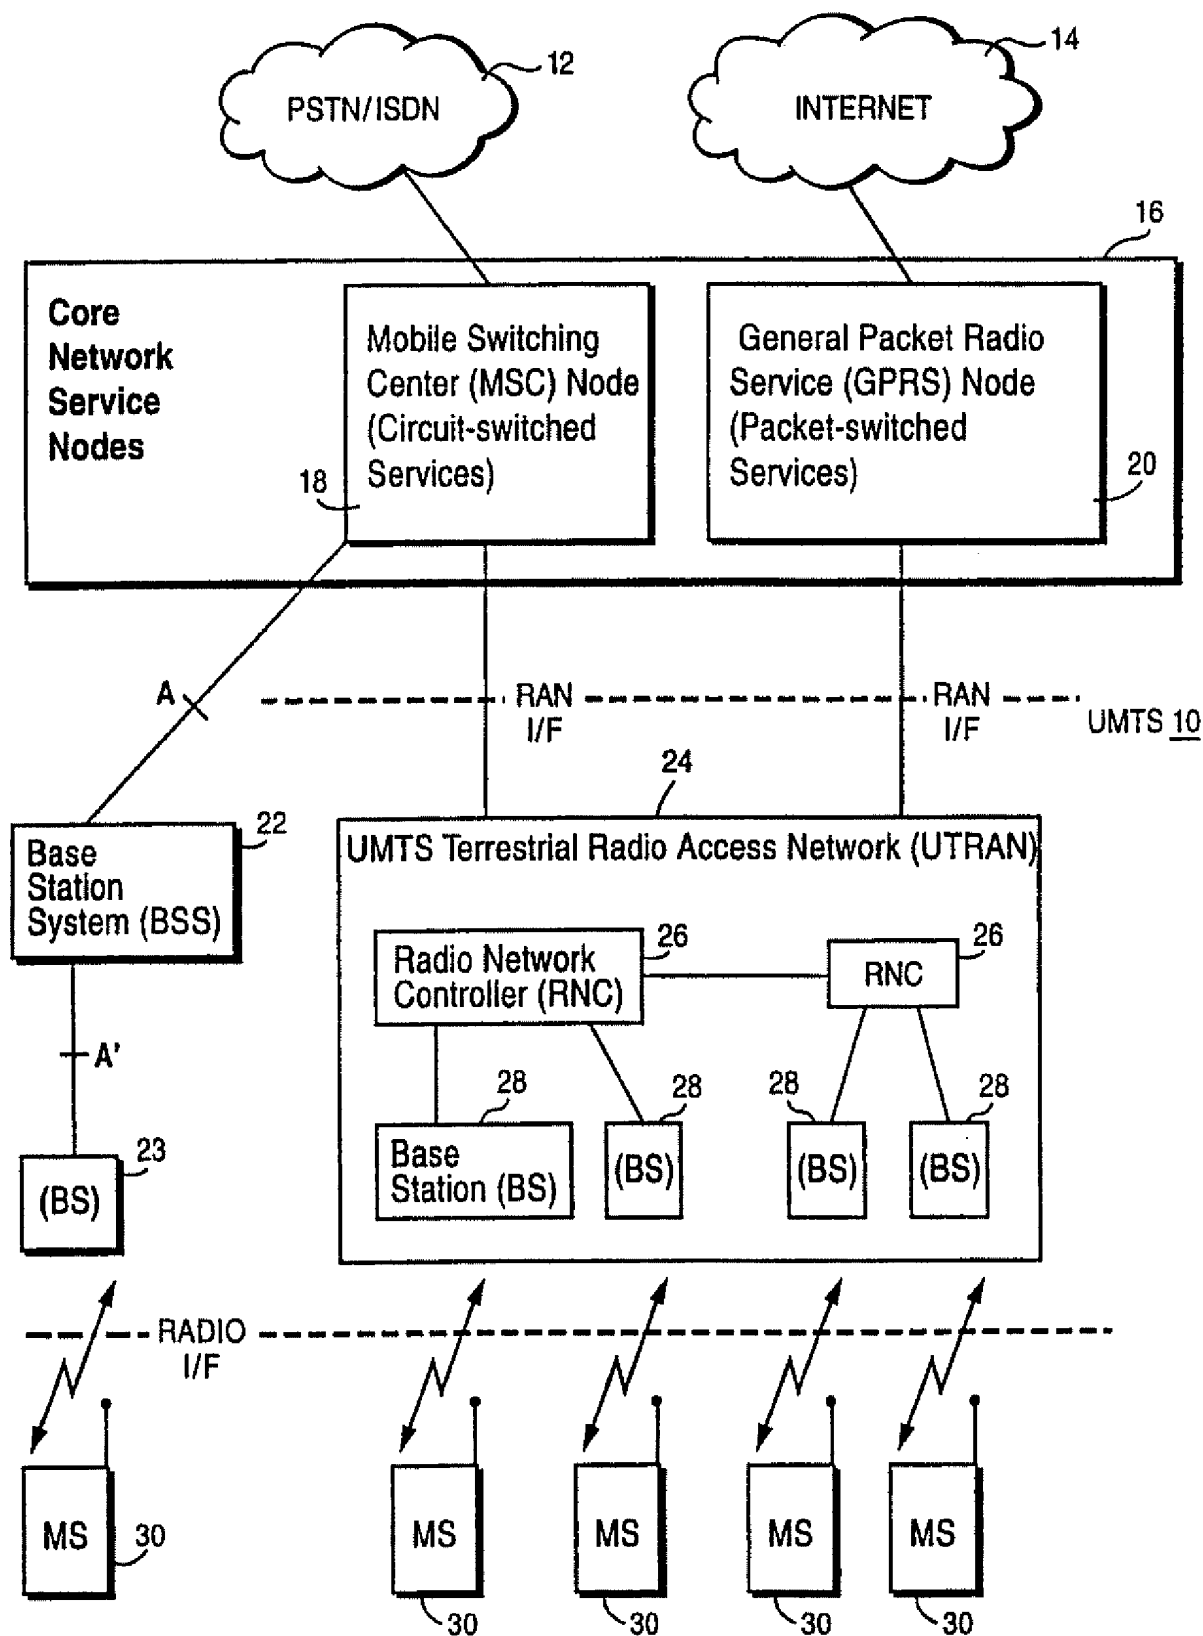 12
14
PSTN/ISDN
INTERNET
16
Core
Network
Service
Nodes
Mobile Switching
Center (MSC) Node
(Circuit-switched
Services)
18
General Packet Radio
Service (GPRS) Node
(Packet-switched
Services)
20
A
RAN
I/F
RAN
I/F
UMTS 10
24
22
Base
Station
System (BSS)
UMTS Terrestrial Radio Access Network (UTRAN)
26
Radio Network
Controller (RNC)
26
RNC
A'
28
28
28
28
23
(BS)
Base
Station (BS)
(BS)
(BS)
(BS)
RADIO
I/F
MS
30
MS
30
MS
30
MS
30
MS
30